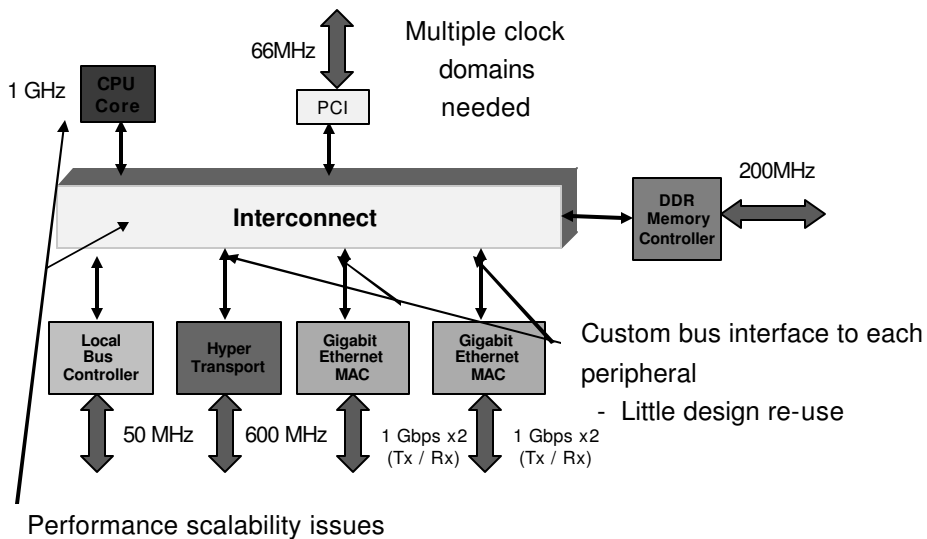 Multiple clock
domains
needed
66MHz
1 GHz
CPU
Core
PCI
200MHz
Interconnect
DDR
Memory
Controller
Local
Bus
Controller
Hyper
Transport
Gigabit
Ethernet
MAC
Gigabit
Ethernet
MAC
Custom bus interface to each
peripheral
- Little design re-use
50 MHz
600 MHz
1 Gbps x2
(Tx / Rx)
1 Gbps x2
(Tx / Rx)
Performance scalability issues